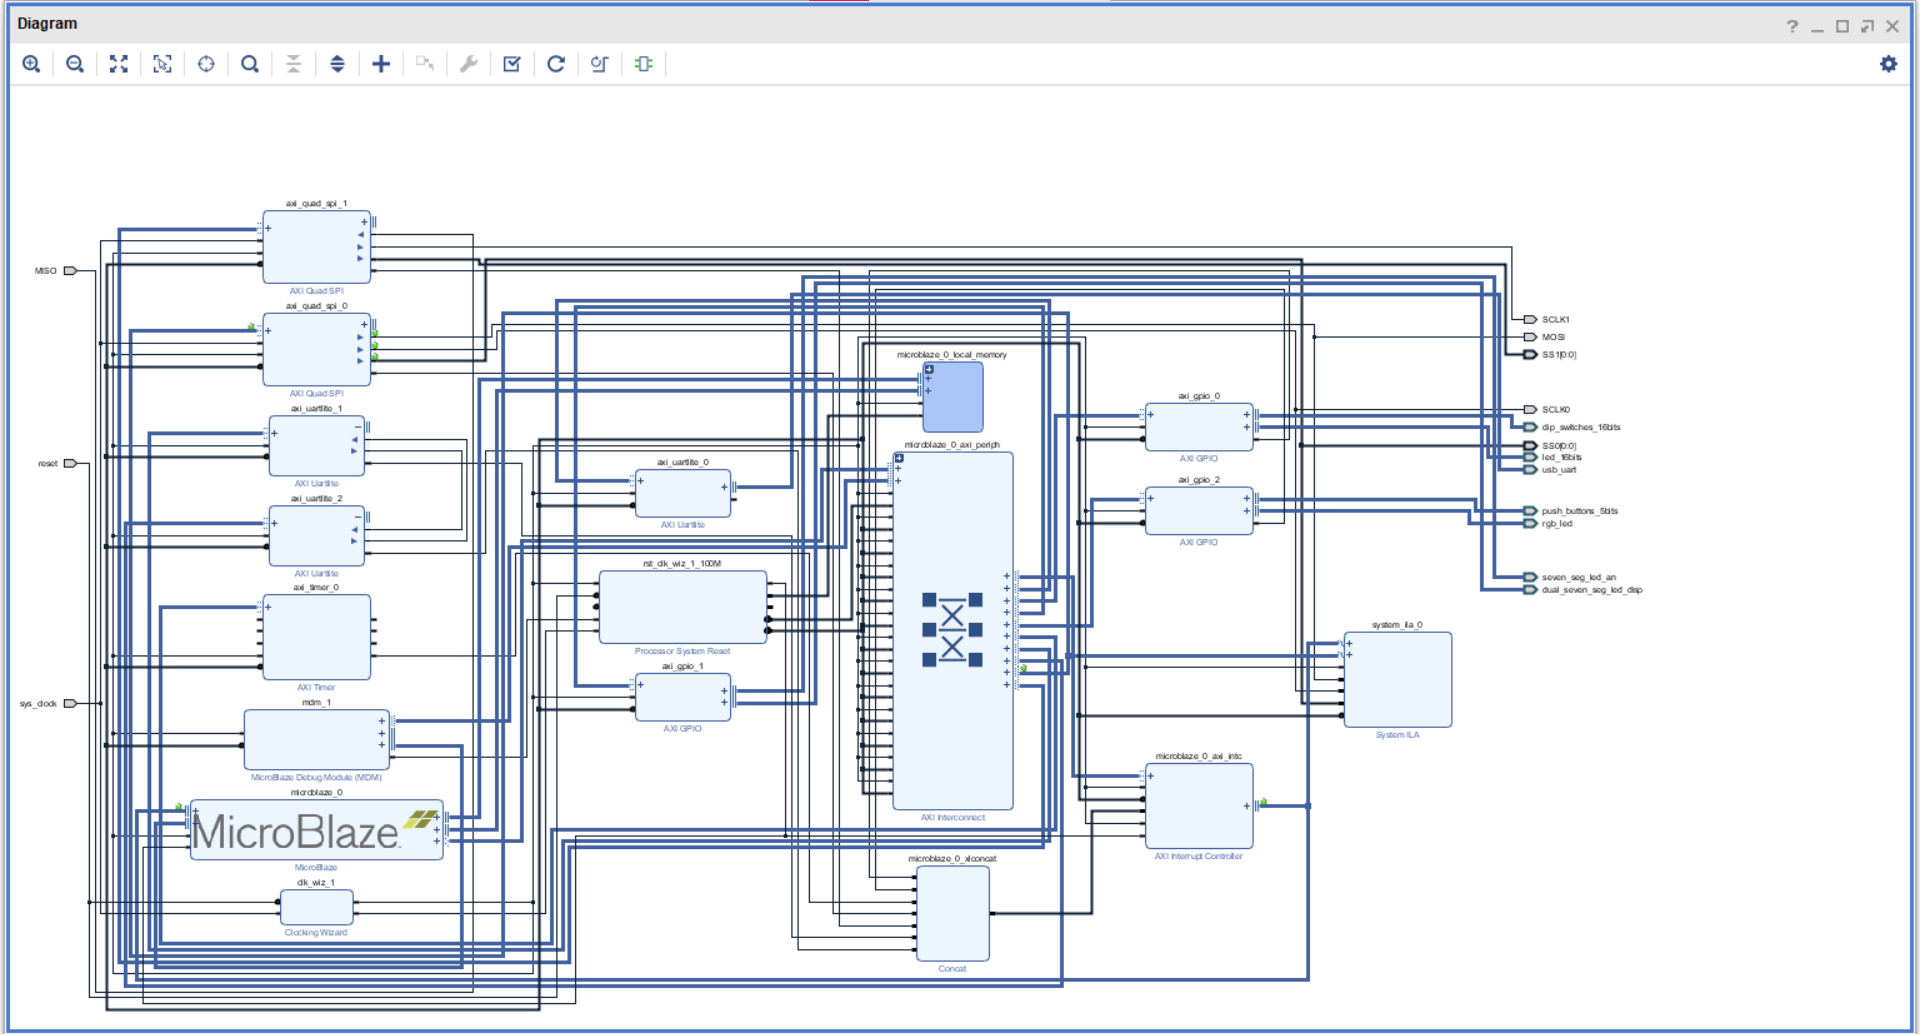 Diagram
axi_quad_spi_1
AXI Quad SPI
MISO
axi_quad_spi_0
AXI Quad SPI
axi_uartlite_1
AXI Uartlite
reset
axi_uartlite_2
AXI Uartlite
axi_timer_0
AXI Timer
sys_clock
mdm_1
MicroBlaze Debug Module (MDM)
microblaze_0
MicroBlaze
MicroBlaze
clk_wiz_1
Clocking Wizard
axi_uartlite_0
AXI Uartlite
rst_clk_wiz_1_100M
Processor System Reset
axi_gpio_1
AXI GPIO
microblaze_0_local_memory
microblaze_0_axi_periph
AXI Interconnect
microblaze_0_xlconcat
Concat
axi_gpio_0
AXI GPIO
axi_gpio_2
AXI GPIO
microblaze_0_axi_intc
AXI Interrupt Controller
system_ila_0
System ILA
SCLK1
MOSI
SS1[0:0]
SCLK0
dip_switches_16bits
SS0[0:0]
led_16bits
usb_uart
push_buttons_5bits
rgb_led
seven_seg_led_an
dual_seven_seg_led_disp